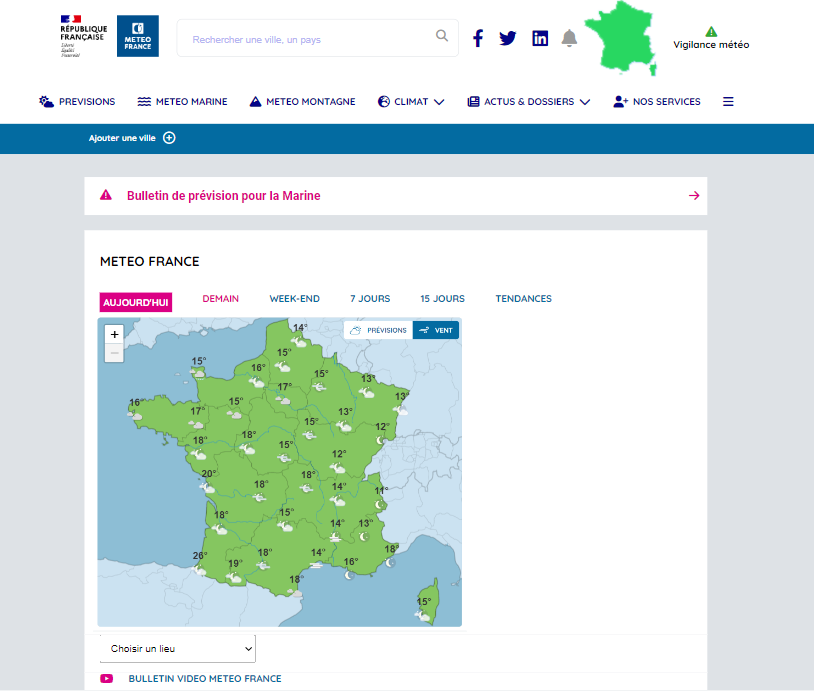 RÉPUBLIQUE
FRANÇAISE
Liberté
Égalité
Fraternité
METEO
FRANCE
Rechercher une ville, un pays
Vigilance météo
PREVISIONS
METEO MARINE
METEO MONTAGNE
CLIMAT
ACTUS & DOSSIERS
NOS SERVICES
Ajouter une ville
Bulletin de prévision pour la Marine
METEO FRANCE
AUJOURD'HUI
DEMAIN
WEEK-END
7 JOURS
15 JOURS
TENDANCES
+
−
PRÉVISIONS
VENT
14°
15°
15°
16°
15°
13°
17°
13°
16°
15°
17°
13°
15°
12°
18°
18°
15°
12°
20°
18°
18°
14°
11°
18°
15°
14°
13°
26°
19°
18°
14°
16°
18°
18°
15°
Choisir un lieu
BULLETIN VIDEO METEO FRANCE